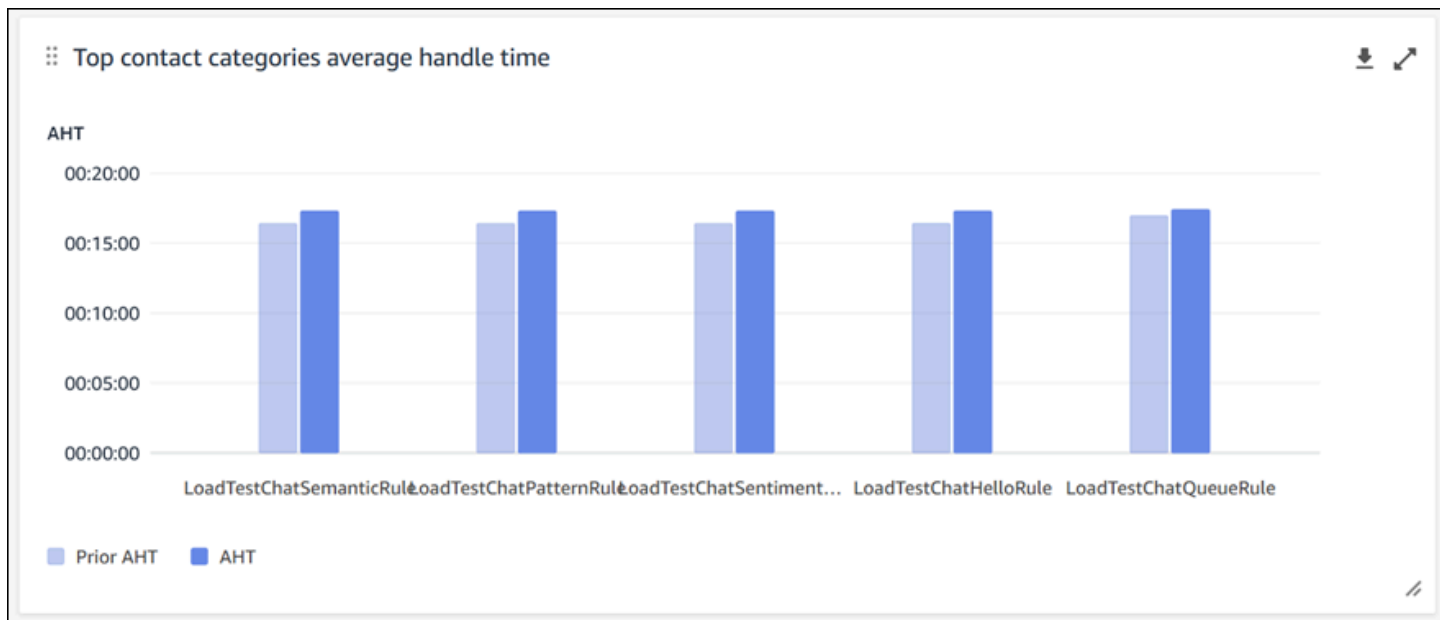 Top contact categories average handle time
AHT
00:20:00
00:15:00
00:10:00
00:05:00
00:00:00
LoadTestChatSemanticRule LoadTestChatPatternRule LoadTestChatSentiment... LoadTestChatHelloRule LoadTestChatQueueRule
Prior AHT AHT